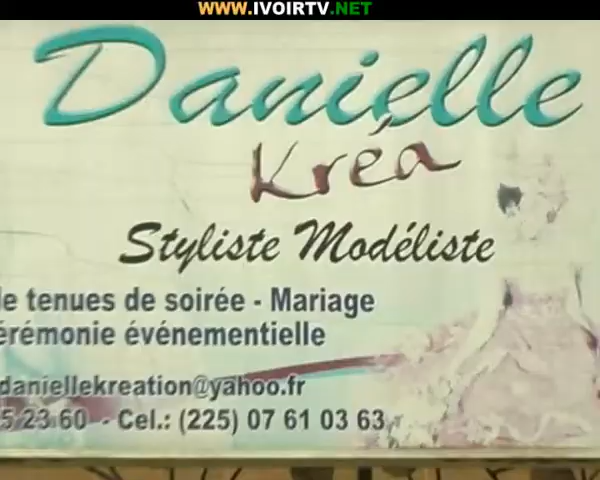 WWW.IVOIRTV.NET
Danielle
Kréa
Styliste Modéliste
de tenues de soirée - Mariage
érémonie événementielle
daniellekreation@yahoo.fr
5 23 60 - Cel.: (225) 07 61 03 63